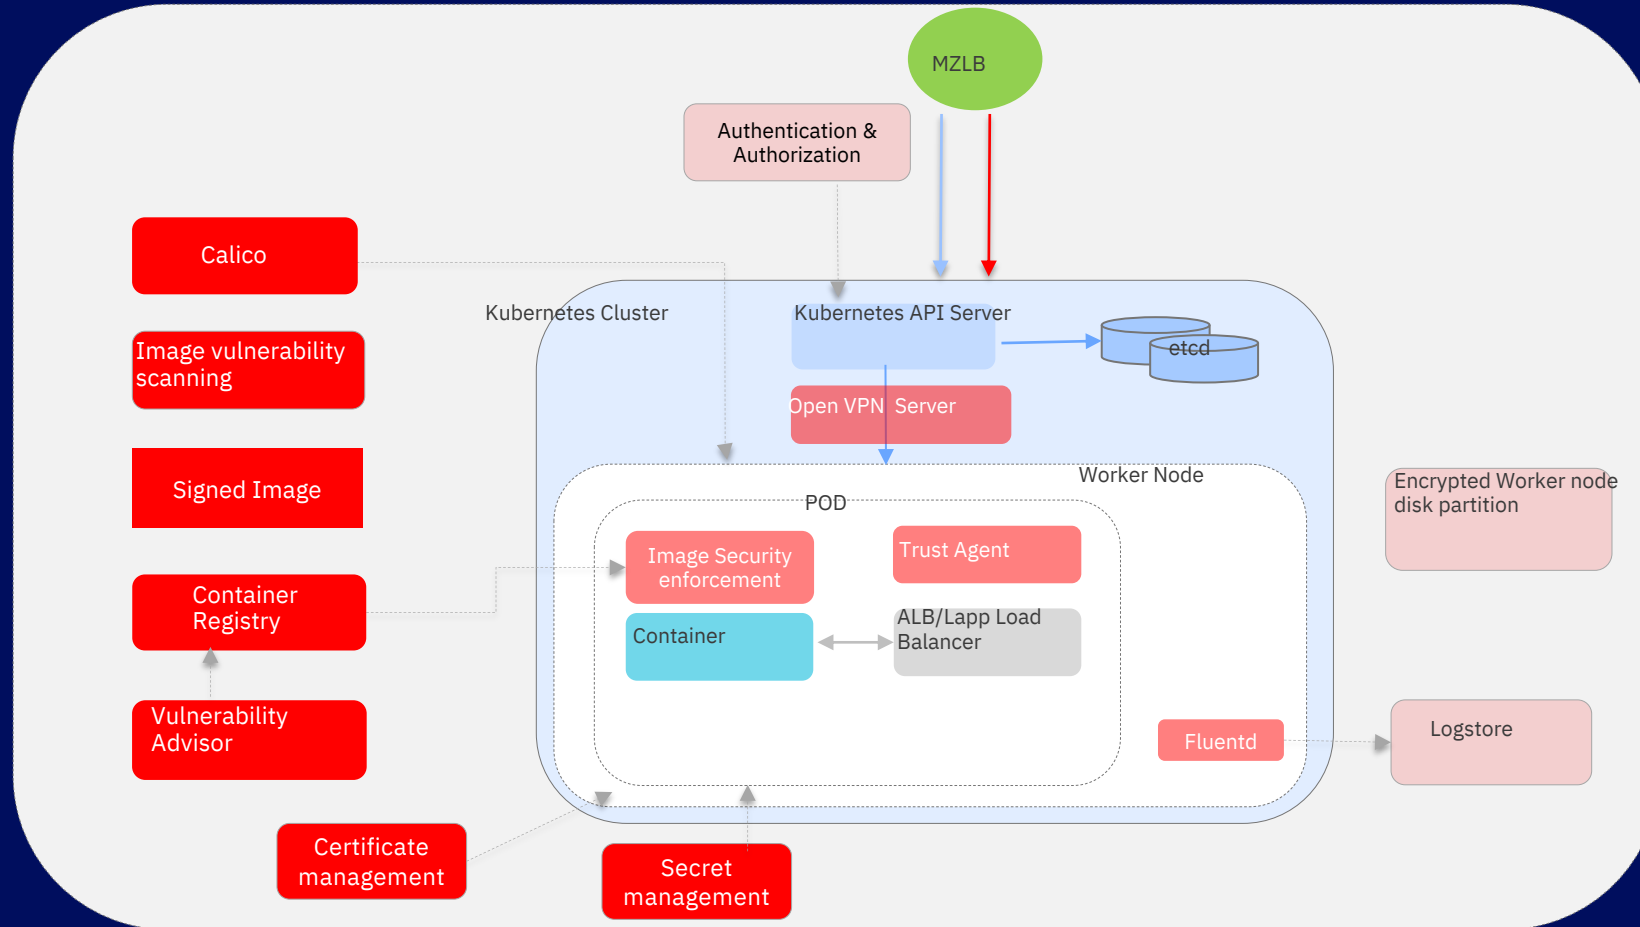 MZLB
Authentication &
Authorization
Calico
Kubernetes Cluster
Kubernetes API Server
Image vulnerability
scanning
etcd
Open VPN Server
Worker Node
Signed Image
POD
Encrypted Worker node
disk partition
Image Security
enforcement
Trust Agent
Container
Registry
Container
ALB/Lapp Load
Balancer
Vulnerability
Advisor
Fluentd
Logstore
Certificate
management
Secret
management